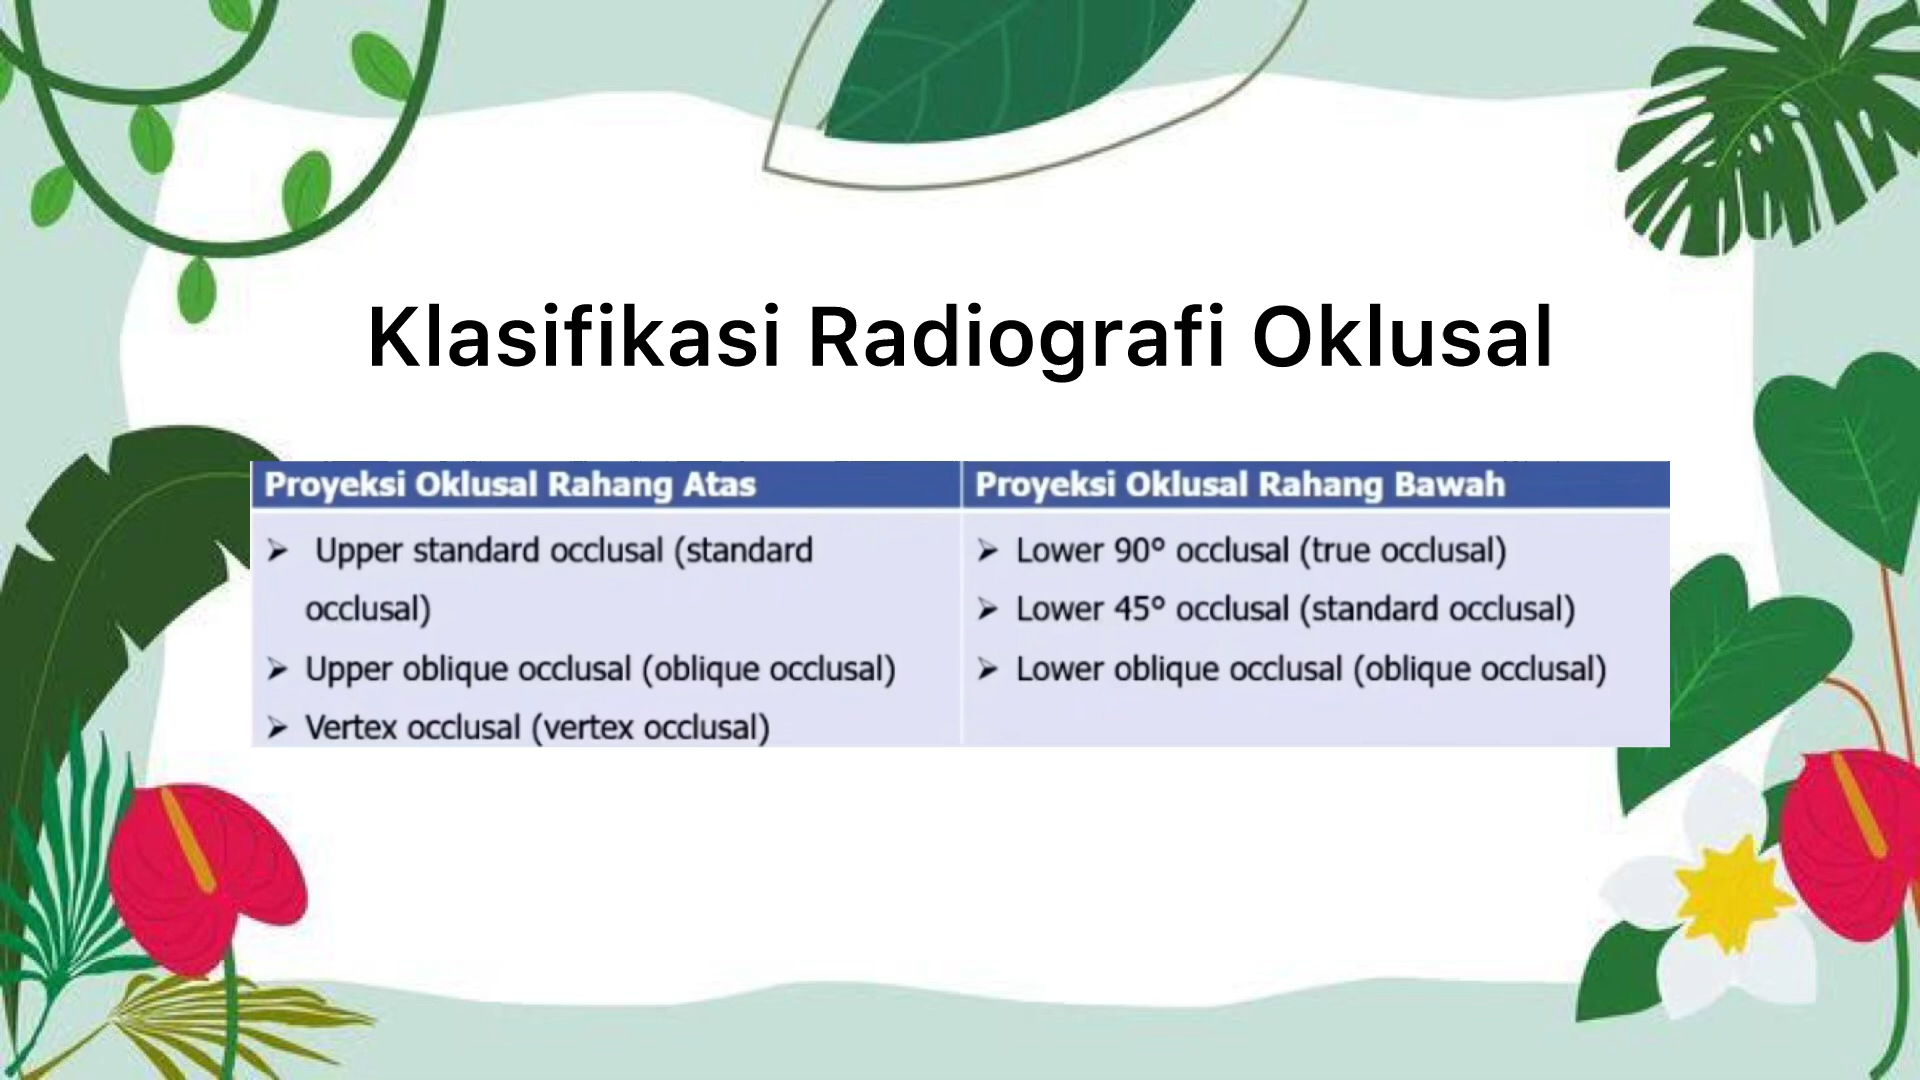 Klasifikasi Radiografi Oklusal
Proyeksi Oklusal Rahang Atas
➢ Upper standard occlusal (standard
occlusal)
➢ Upper oblique occlusal (oblique occlusal)
➢ Vertex occlusal (vertex occlusal)
Proyeksi Oklusal Rahang Bawah
➢ Lower 90° occlusal (true occlusal)
➢ Lower 45° occlusal (standard occlusal)
➢ Lower oblique occlusal (oblique occlusal)